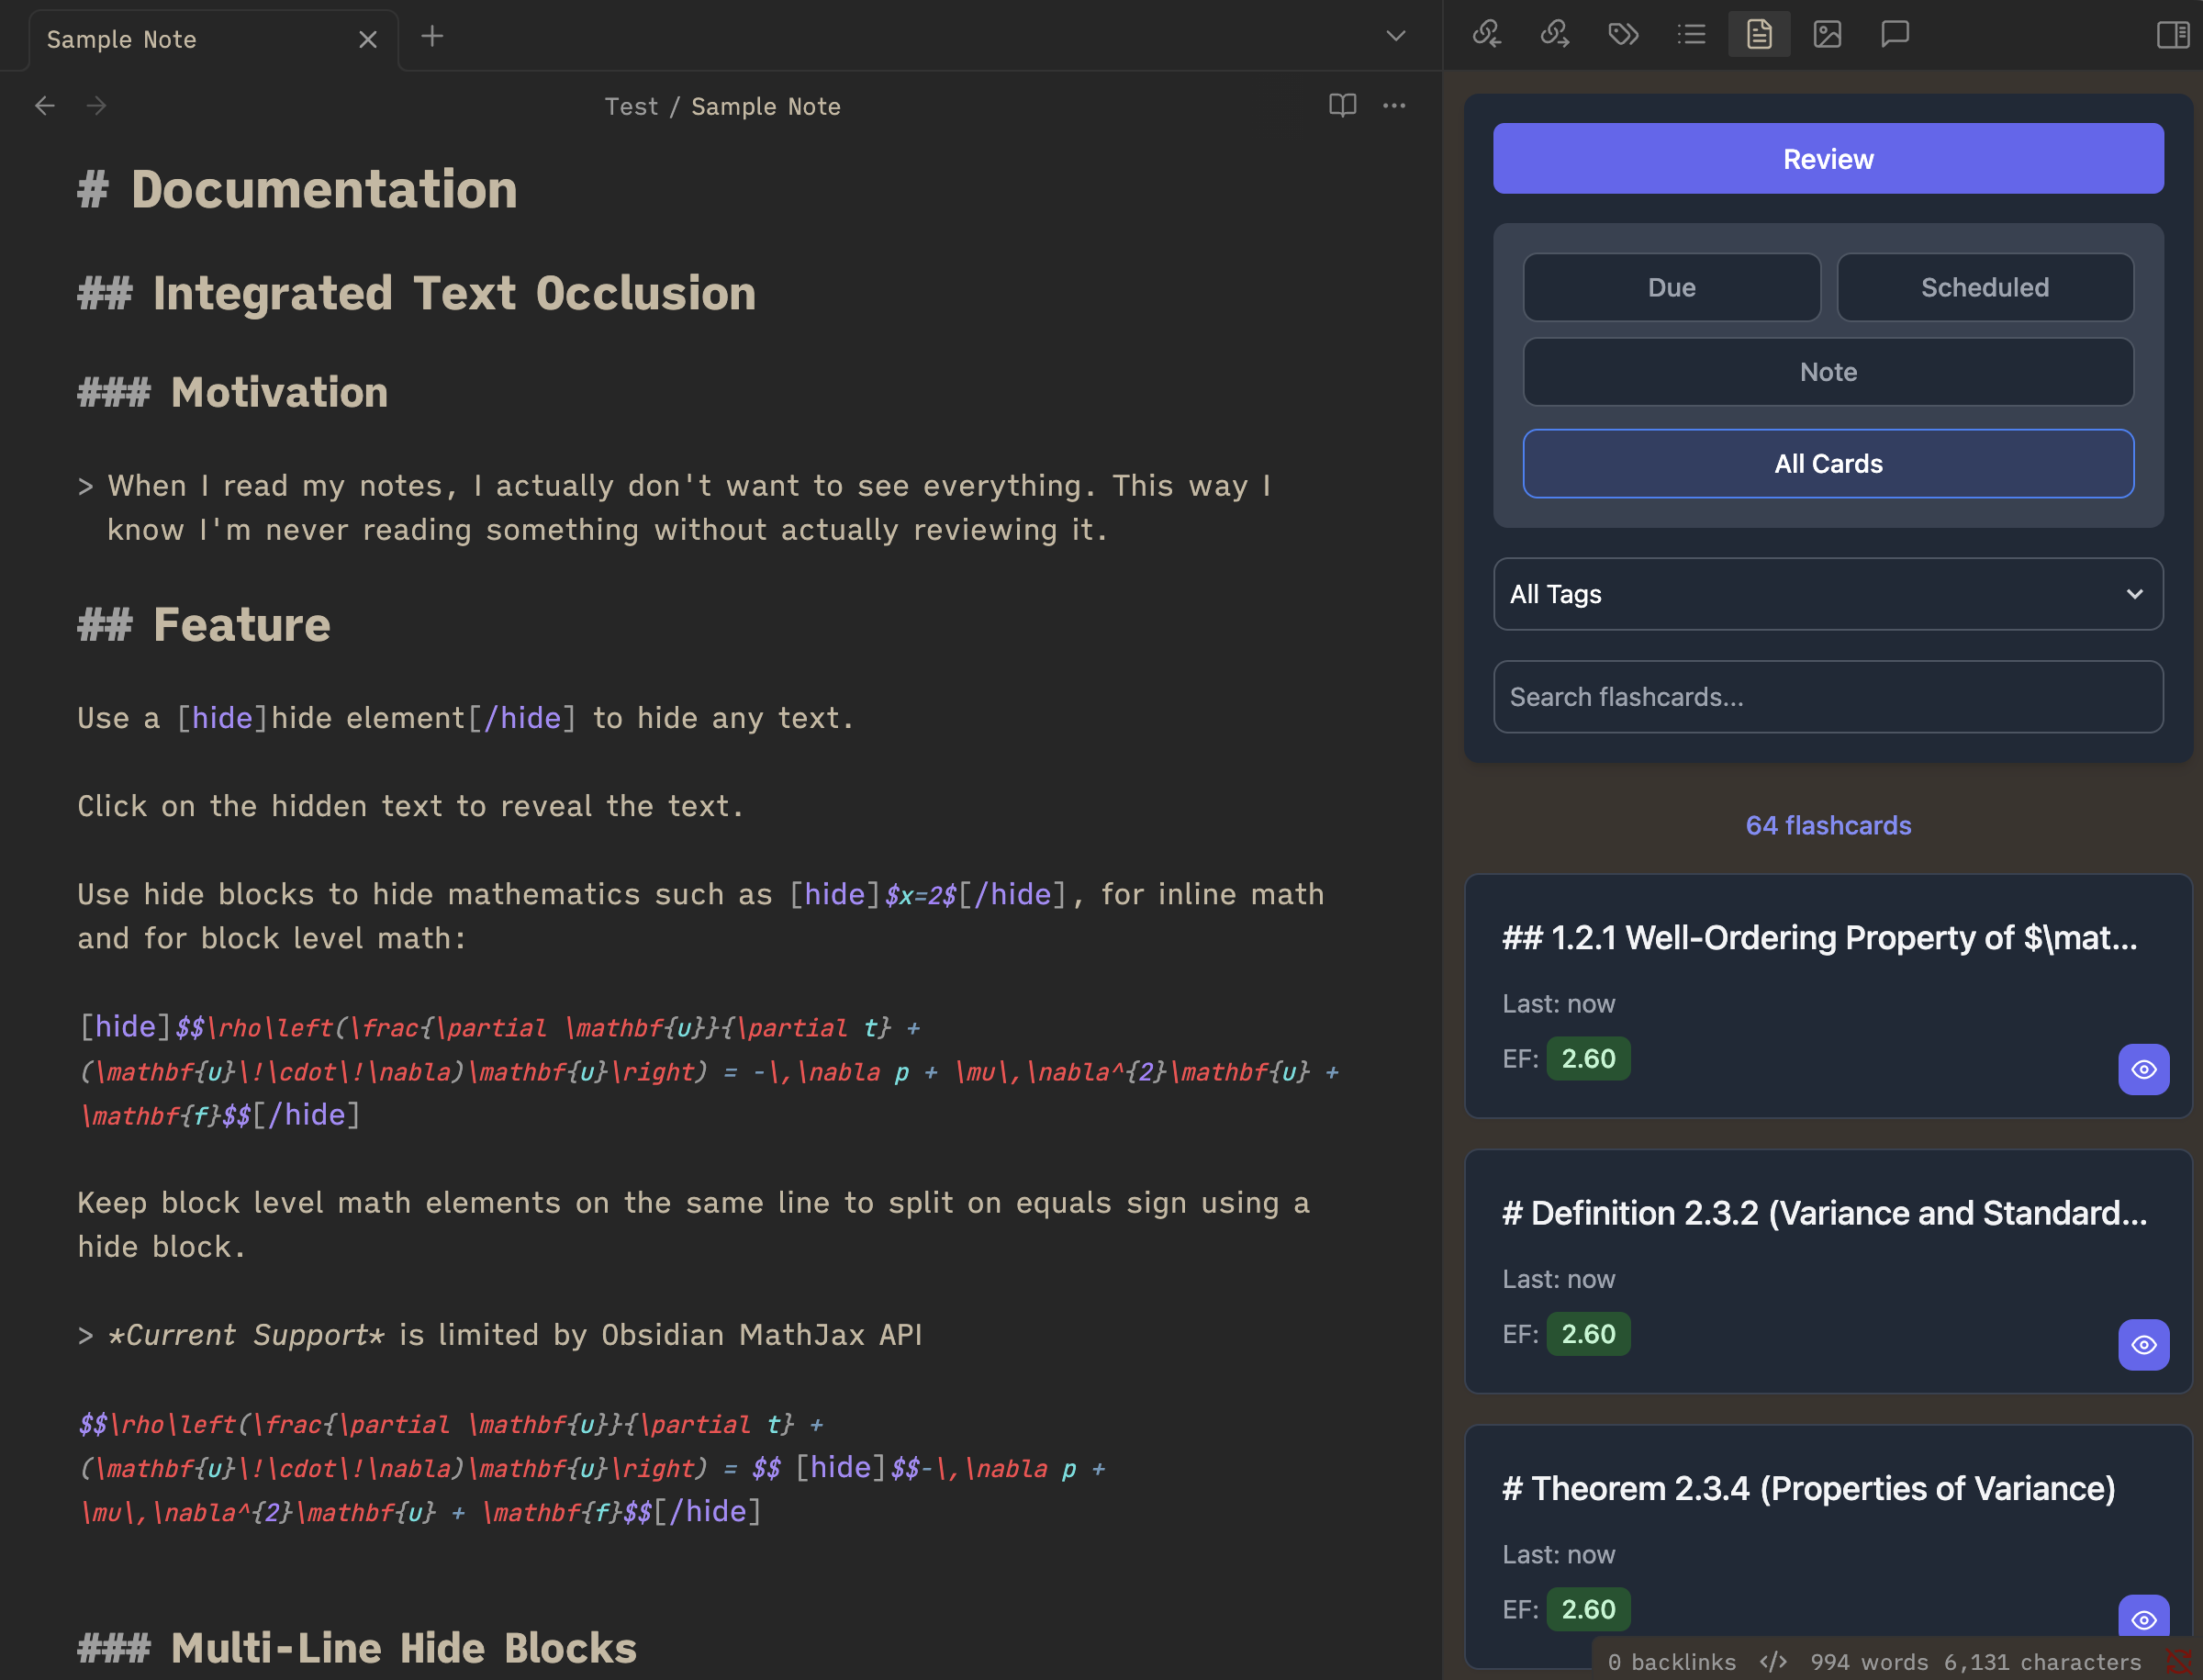 Sample Note
Test / Sample Note
# Documentation
## Integrated Text Occlusion
### Motivation
> When I read my notes, I actually don't want to see everything. This way I
know I'm never reading something without actually reviewing it.
## Feature
Use a [hide]hide element[/hide] to hide any text.
Click on the hidden text to reveal the text.
Use hide blocks to hide mathematics such as [hide]$x=2$[/hide], for inline math
and for block level math:
[hide]$$\rho\left(\frac{\partial \mathbf{u}}{\partial t} +
(\mathbf{u}\!\cdot\!\nabla)\mathbf{u}\right) = -\,\nabla p + \mu\,\nabla^{2}\mathbf{u} +
\mathbf{f}$$[/hide]
Keep block level math elements on the same line to split on equals sign using a
hide block.
> *Current Support* is limited by Obsidian MathJax API
$$\rho\left(\frac{\partial \mathbf{u}}{\partial t} +
(\mathbf{u}\!\cdot\!\nabla)\mathbf{u}\right) = $$ [hide]$$-\,\nabla p +
\mu\,\nabla^{2}\mathbf{u} + \mathbf{f}$$[/hide]
### Multi-Line Hide Blocks
Review
Due
Scheduled
Note
All Cards
All Tags
Search flashcards...
64 flashcards
## 1.2.1 Well-Ordering Property of $\mat...
Last: now
EF: 2.60
# Definition 2.3.2 (Variance and Standard...
Last: now
EF: 2.60
# Theorem 2.3.4 (Properties of Variance)
Last: now
EF: 2.60
0 backlinks </> 994 words 6,131 characters